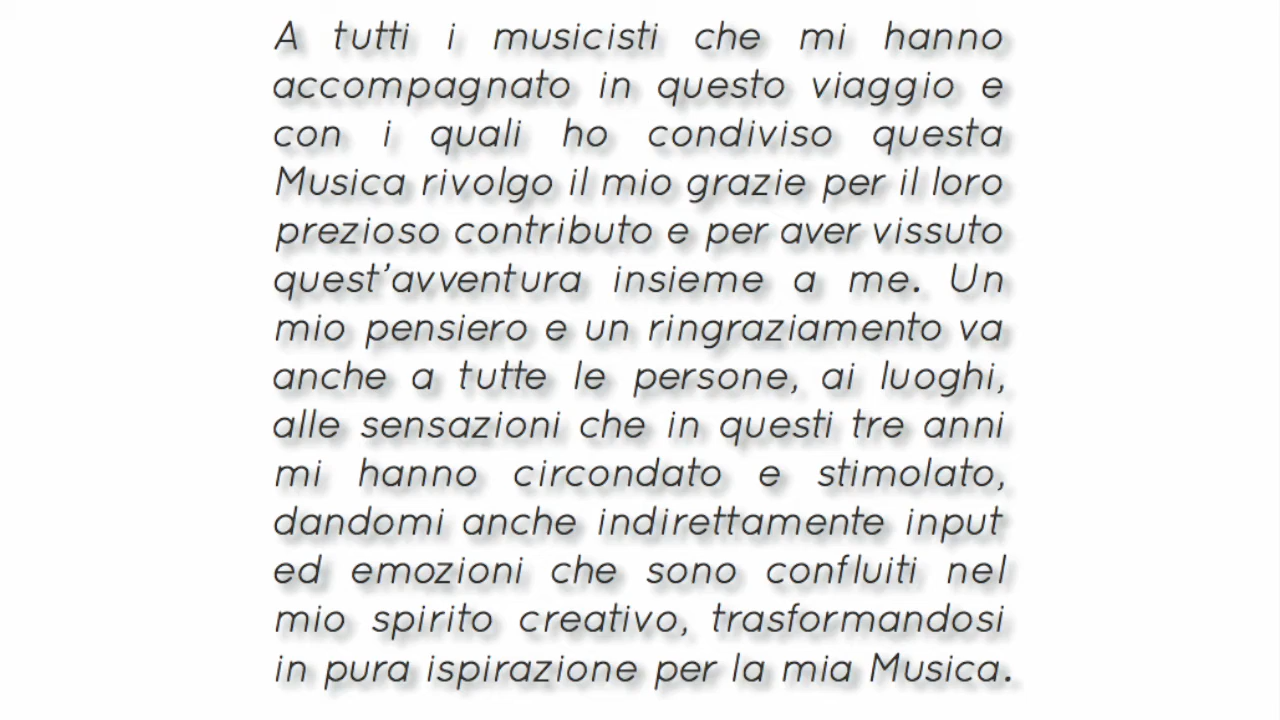 A tutti i musicisti che mi hanno
accompagnato in questo viaggio e
con i quali ho condiviso questa
Musica rivolgo il mio grazie per il loro
prezioso contributo e per aver vissuto
quest’avventura insieme a me. Un
mio pensiero e un ringraziamento va
anche a tutte le persone, ai luoghi,
alle sensazioni che in questi tre anni
mi hanno circondato e stimolato,
dandomi anche indirettamente input
ed emozioni che sono confluiti nel
mio spirito creativo, trasformandosi
in pura ispirazione per la mia Musica.